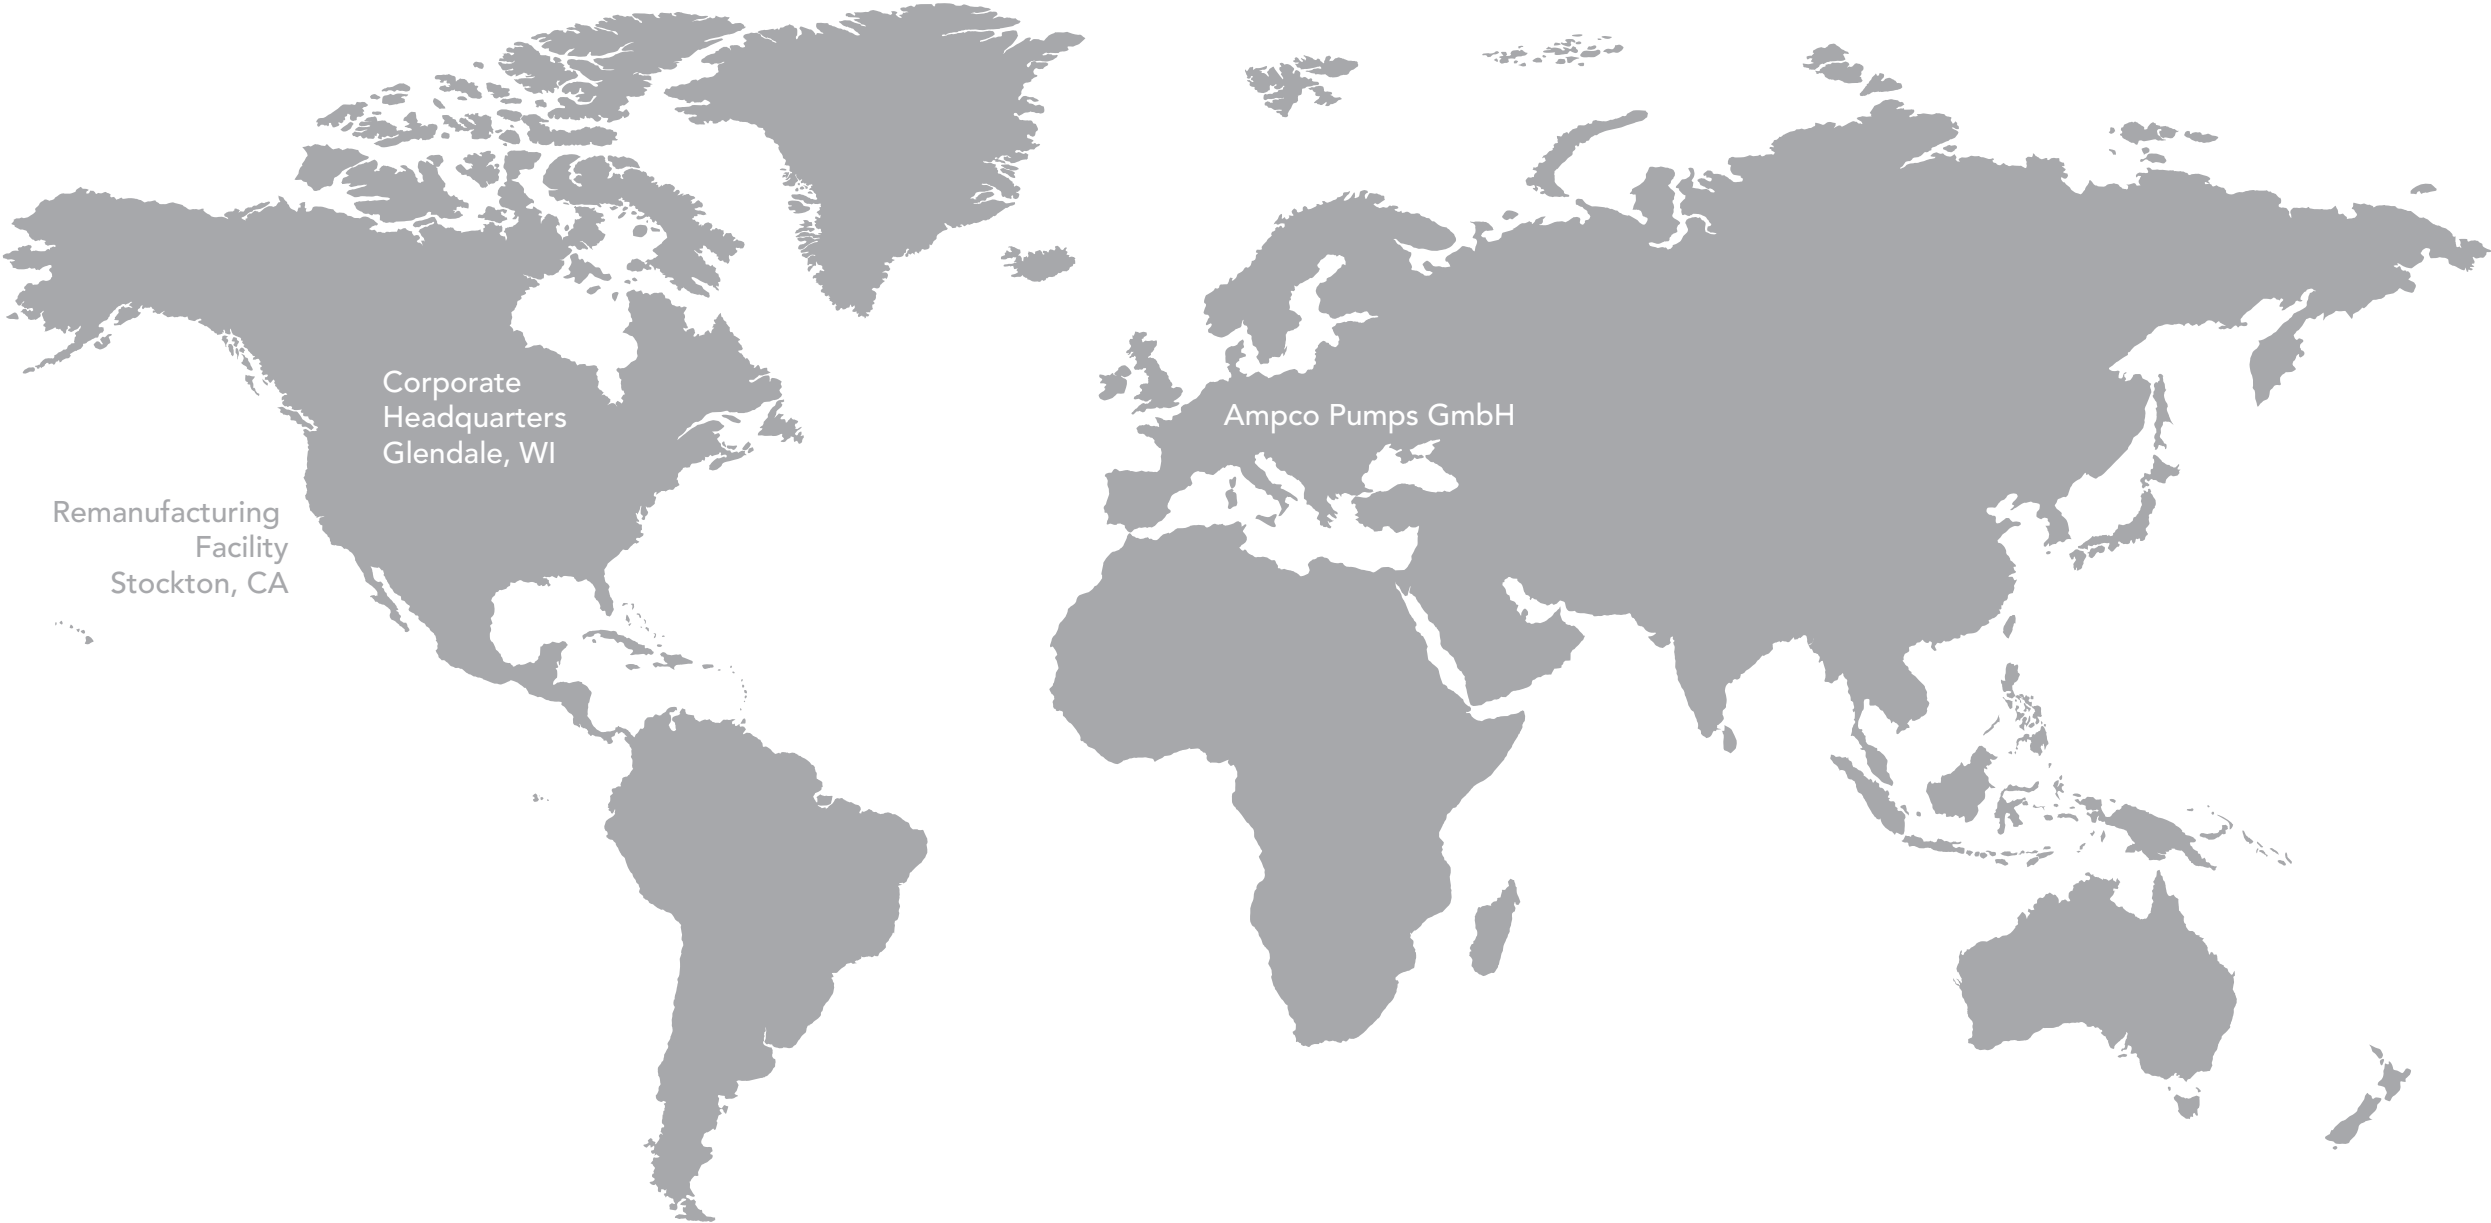 Corporate
Headquarters
Glendale, WI
Ampco Pumps GmbH
Remanufacturing
Facility
Stockton, CA